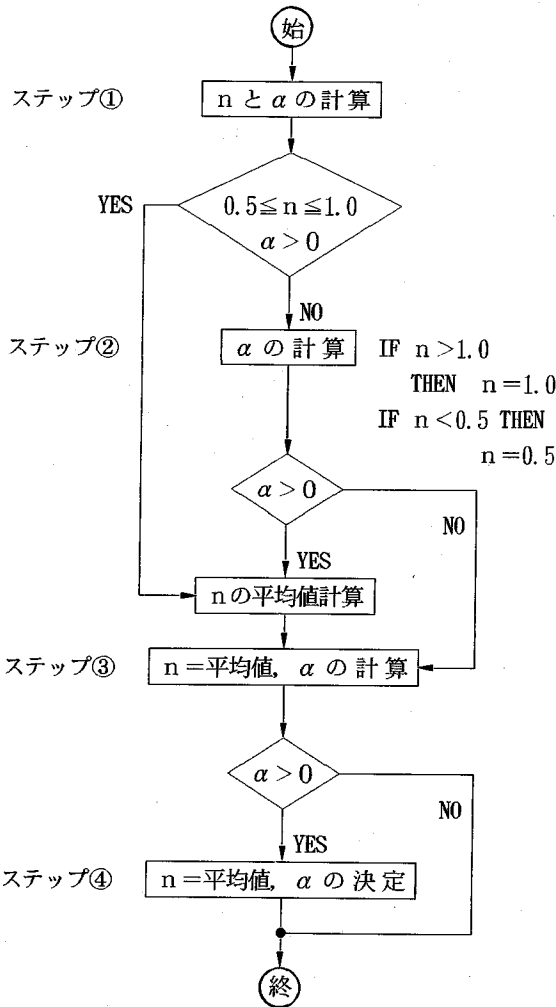 始
ステップ①
nとαの計算
YES
0.5≦n≦1.0
α>0
NO
ステップ②
αの計算
IF n>1.0
THEN n=1.0
IF n<0.5 THEN
n=0.5
α>0
NO
YES
nの平均値計算
ステップ③
n=平均値, αの計算
α>0
NO
YES
ステップ④
n=平均値, αの決定
終